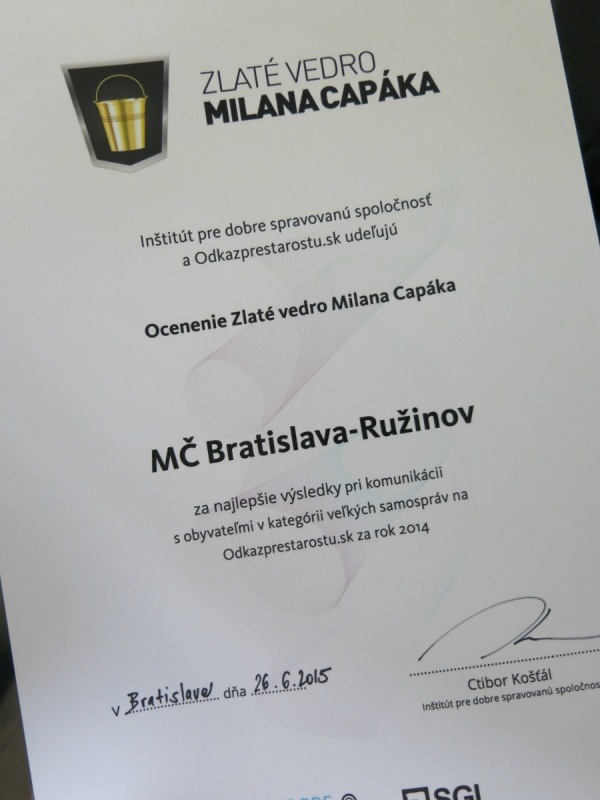 ZLATÉ VEDRO
MILANA CAPÁKA
Inštitút pre dobre spravovanú spoločnosť
a Odkazprestarostu.sk udeľujú
Ocenenie Zlaté vedro Milana Capáka
MČ Bratislava-Ružinov
za najlepšie výsledky pri komunikácii
s obyvateľmi v kategórii veľkých samospráv na
Odkazprestarostu.sk za rok 2014
v Bratislave dňa 26.6.2015
Ctibor Košťál
Inštitút pre dobre spravovanú spoločnos
SGI